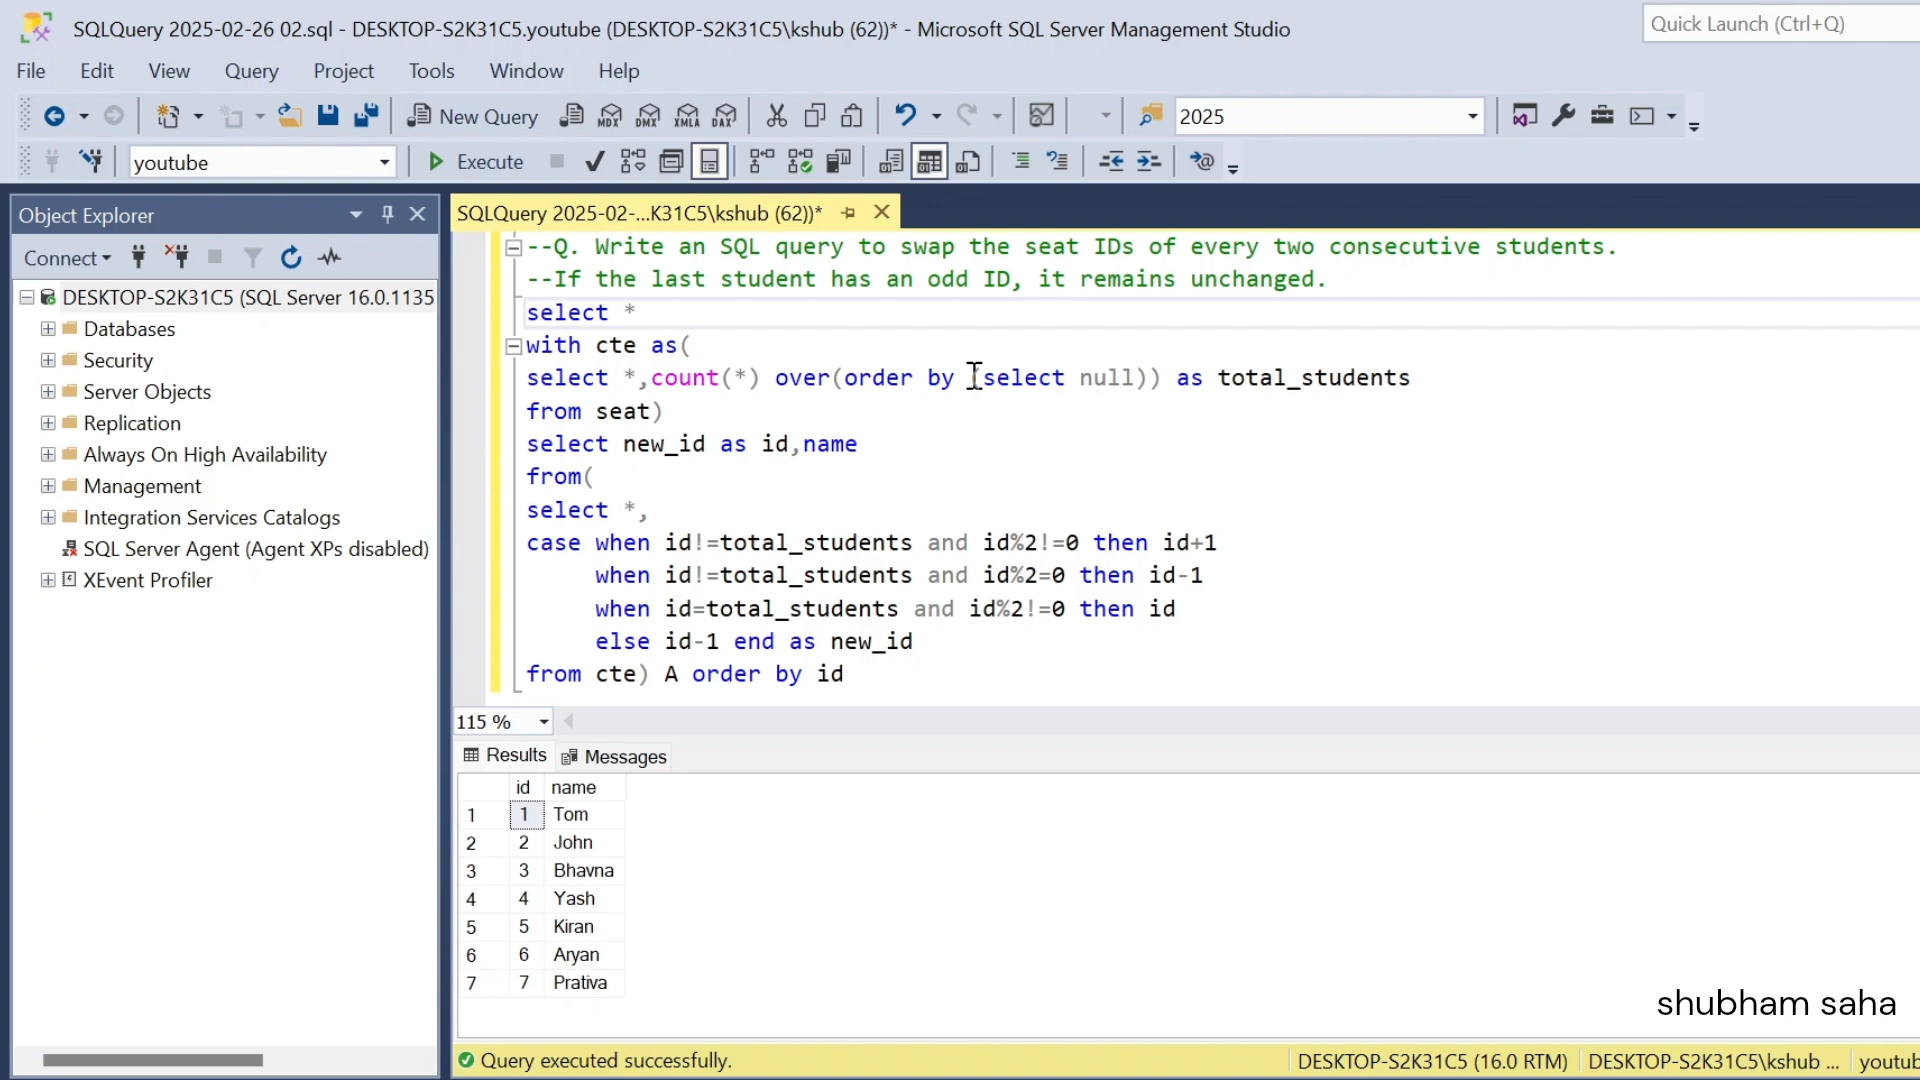 SQLQuery 2025-02-26 02.sql - DESKTOP-S2K31C5.youtube (DESKTOP-S2K31C5\kshub (62))* - Microsoft SQL Server Management Studio
Quick Launch (Ctrl+Q)
File Edit View Query Project Tools Window Help
New Query MDX DMX XMLA DAX 2025
youtube Execute
Object Explorer
SQLQuery 2025-02-...K31C5\kshub (62))*
Connect
DESKTOP-S2K31C5 (SQL Server 16.0.1135
Databases
Security
Server Objects
Replication
Always On High Availability
Management
Integration Services Catalogs
SQL Server Agent (Agent XPs disabled)
XEvent Profiler
--Q. Write an SQL query to swap the seat IDs of every two consecutive students.
--If the last student has an odd ID, it remains unchanged.
select *
with cte as(
select *,count(*) over(order by (select null)) as total_students
from seat)
select new_id as id,name
from(
select *,
case when id!=total_students and id%2!=0 then id+1
when id!=total_students and id%2=0 then id-1
when id=total_students and id%2!=0 then id
else id-1 end as new_id
from cte) A order by id
115 %
Results Messages
id name
1 1 Tom
2 2 John
3 3 Bhavna
4 4 Yash
5 5 Kiran
6 6 Aryan
7 7 Prativa
shubham saha
Query executed successfully.
DESKTOP-S2K31C5 (16.0 RTM) DESKTOP-S2K31C5\kshub ... youtub